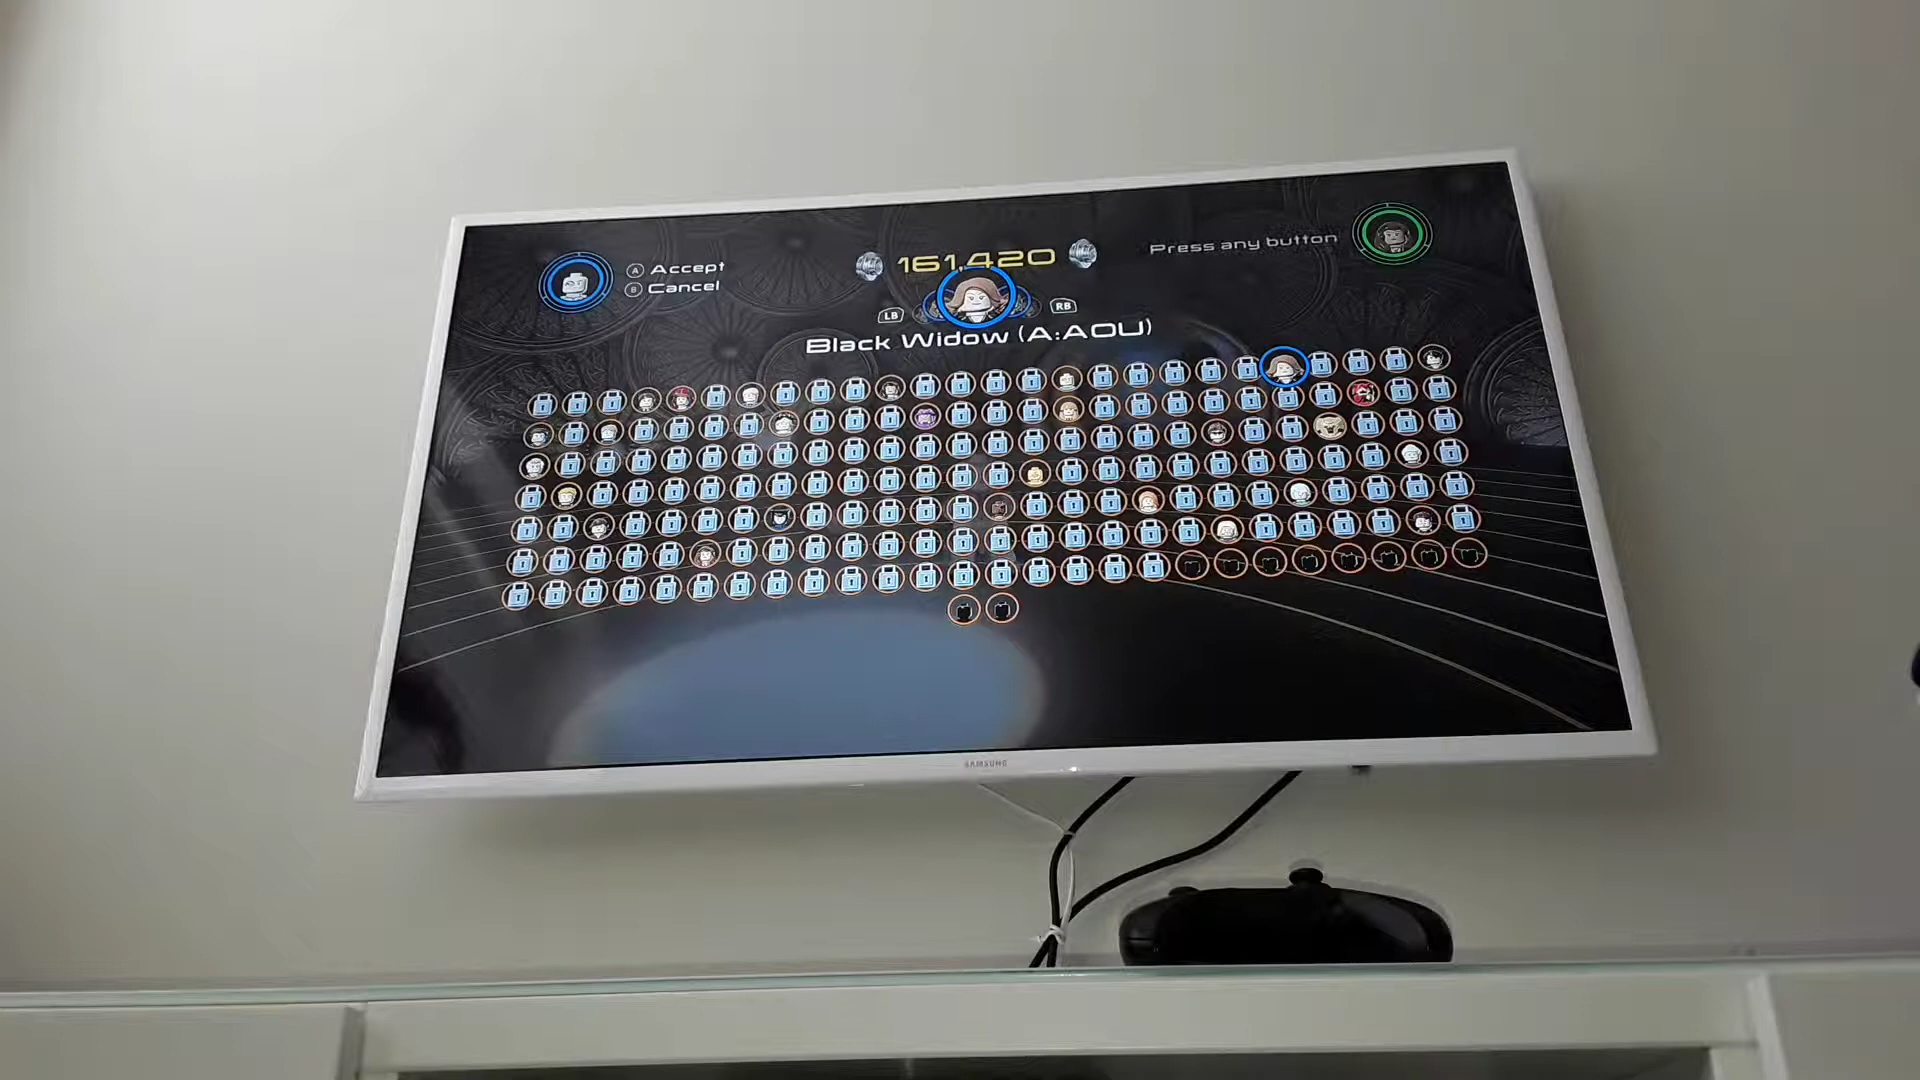 A Accept
B Cancel
161,420
Press any button
LB
RB
Black Widow (A:AOU)
SAMSUNG